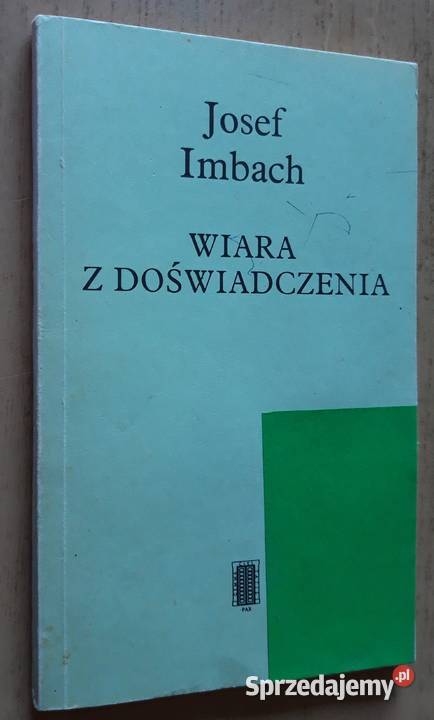 Josef
Imbach
WIARA
Z DOŚWIADCZENIA
PAX
Sprzedajemy.pl